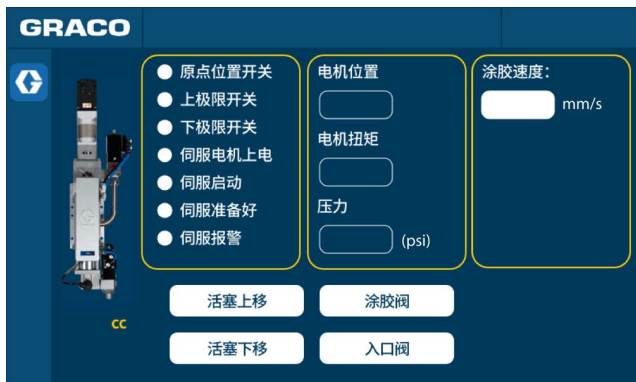 GRACO
原点位置开关
上极限开关
下极限开关
伺服电机上电
伺服启动
伺服准备好
伺服报警
电机位置
电机扭矩
压力
(psi)
涂胶速度：
mm/s
CC
活塞上移
涂胶阀
活塞下移
入口阀